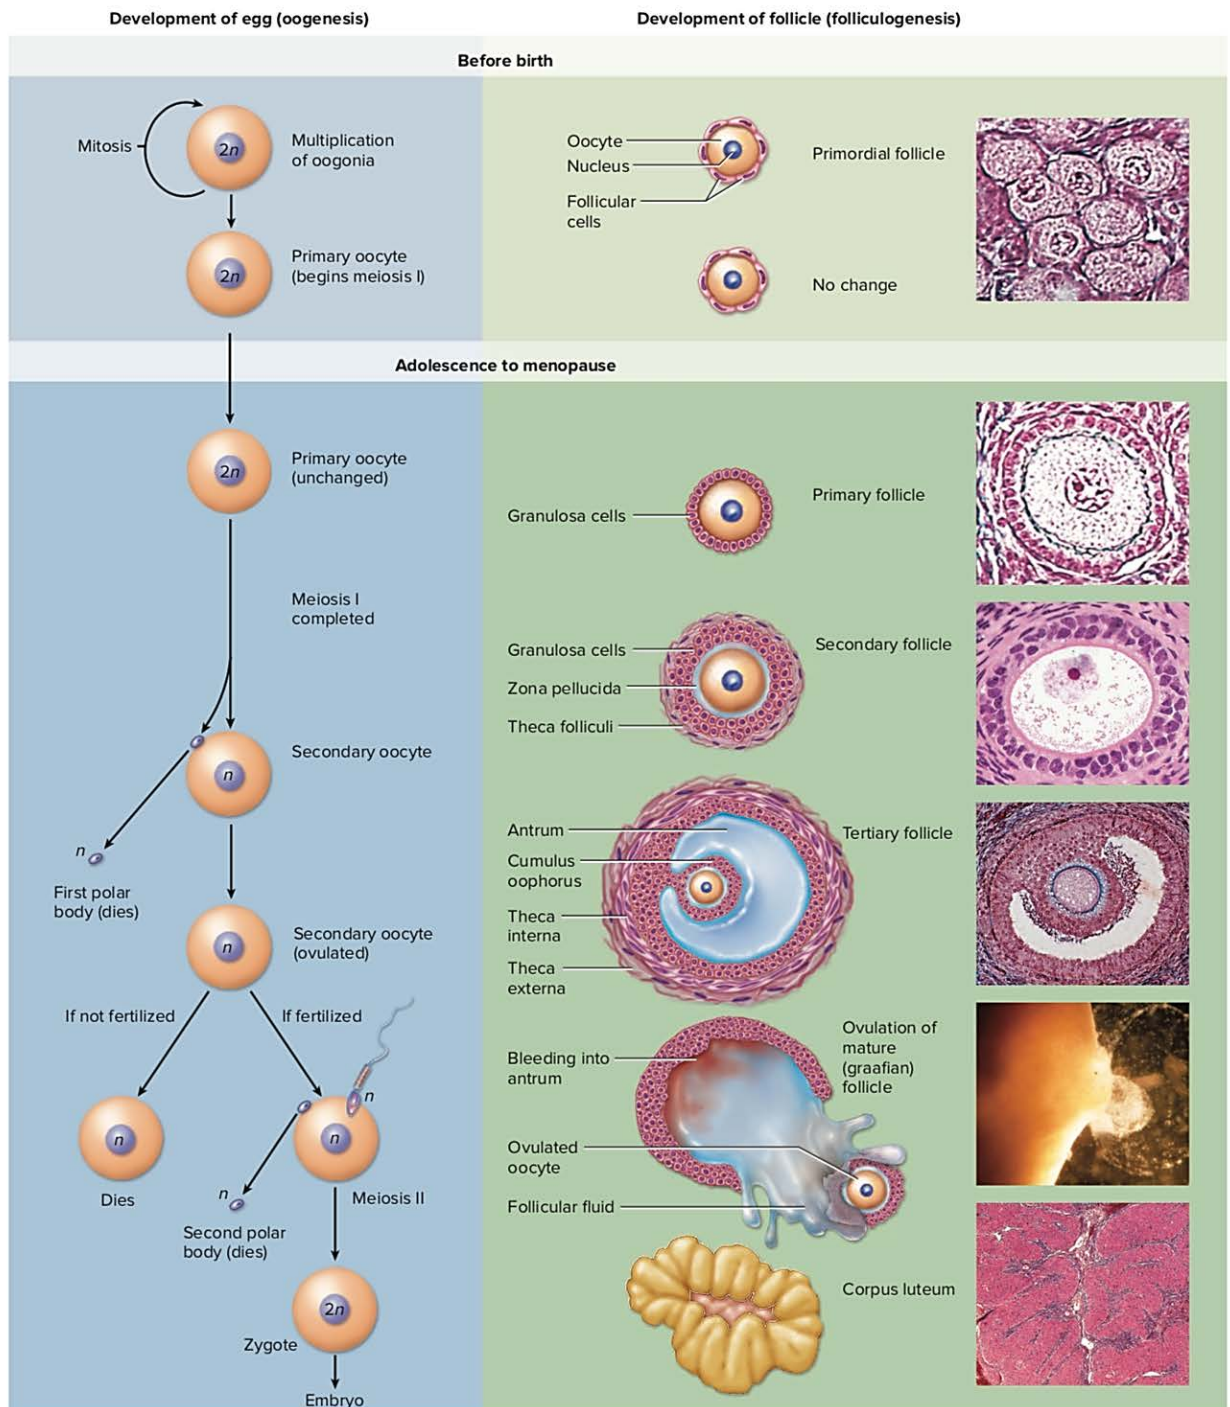 Development of egg (oogenesis)
Development of follicle (folliculogenesis)
Before birth
Mitosis
2n
Multiplication
of oogonia
2n
Primary oocyte
(begins meiosis I)
Oocyte
Nucleus
Follicular
cells
Primordial follicle
No change
Adolescence to menopause
2n
Primary oocyte
(unchanged)
Meiosis I
completed
n
Secondary oocyte
n
First polar
body (dies)
n
Secondary oocyte
(ovulated)
If not fertilized
If fertilized
n
Dies
n
n
Meiosis II
n
Second polar
body (dies)
2n
Zygote
Embryo
Granulosa cells
Primary follicle
Granulosa cells
Zona pellucida
Theca folliculi
Secondary follicle
Antrum
Cumulus
oophorus
Theca
interna
Theca
externa
Tertiary follicle
Bleeding into
antrum
Ovulated
oocyte
Follicular fluid
Ovulation of
mature
(graafian)
follicle
Corpus luteum